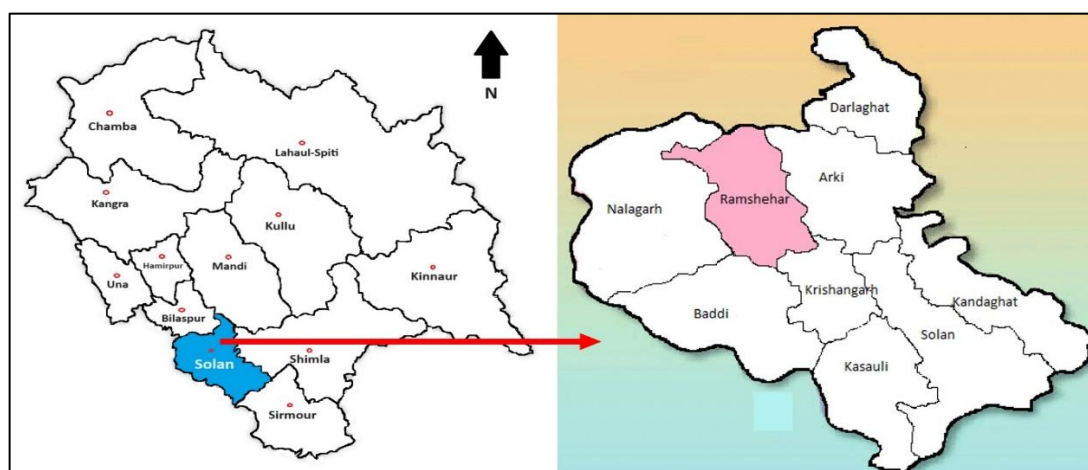 N
Chamba
Lahaul-Spiti
Kangra
Kullu
Hamirpur
Mandi
Una
Kinnaur
Bilaspur
Shimla
Solan
Sirmour
Darlaghat
Arki
Ramshehar
Nalagarh
Krishangarh
Kandaghat
Baddi
Solan
Kasauli